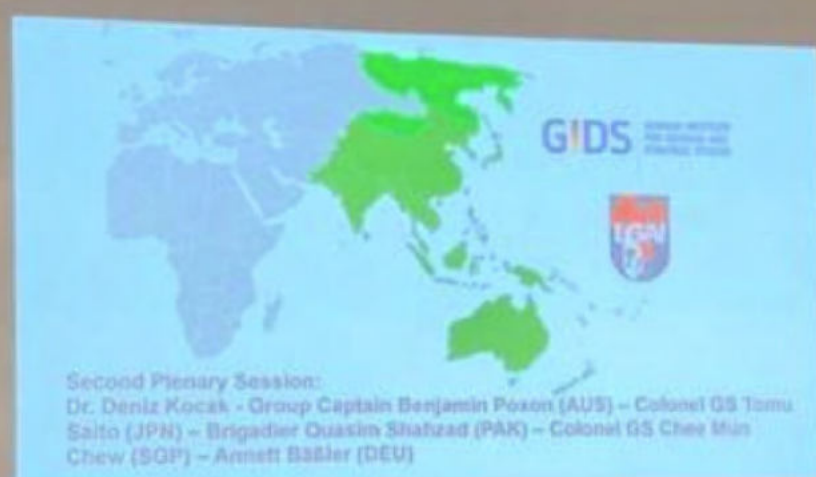 GIDS
Second Plenary Session:
Dr. Deniz Kocak - Group Captain Benjamin Poxon (AUS) – Colonel GS Tomu
Saito (JPN) – Brigadier Quasim Shahzad (PAK) – Colonel GS Chee Mun
Chew (SGP) – Annett Bäßler (DEU)